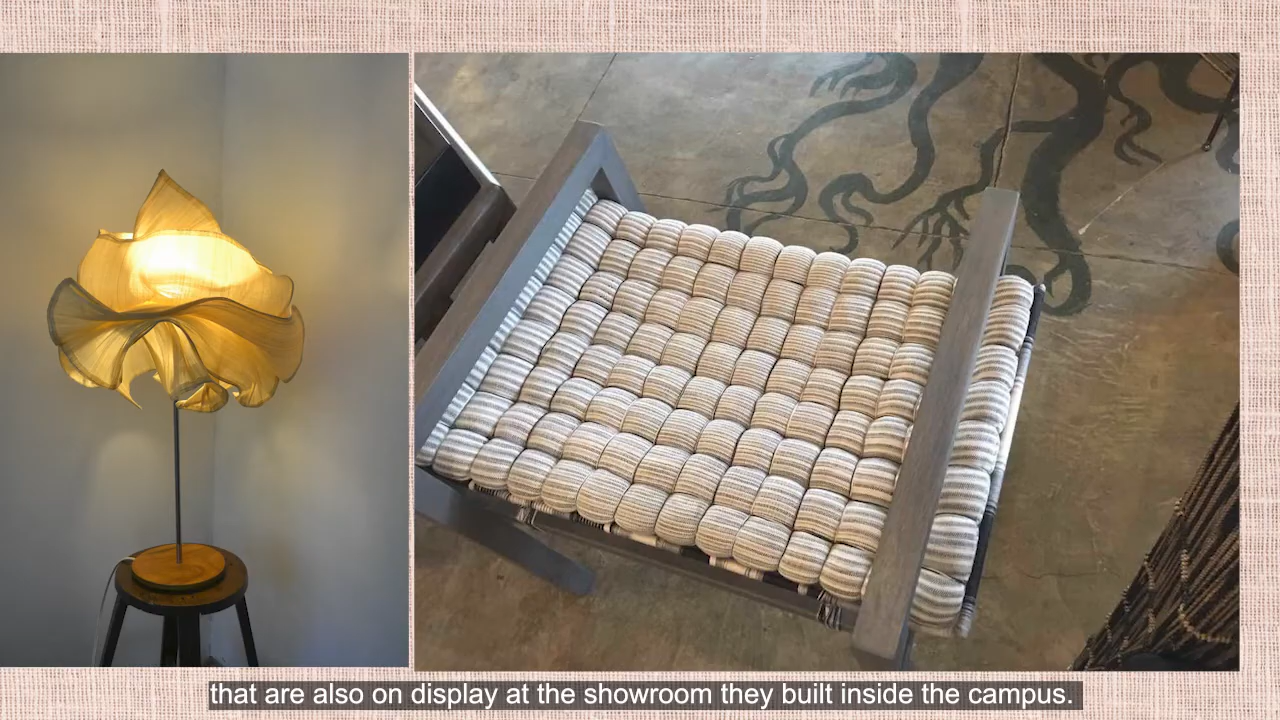 that are also on display at the showroom they built inside the campus.